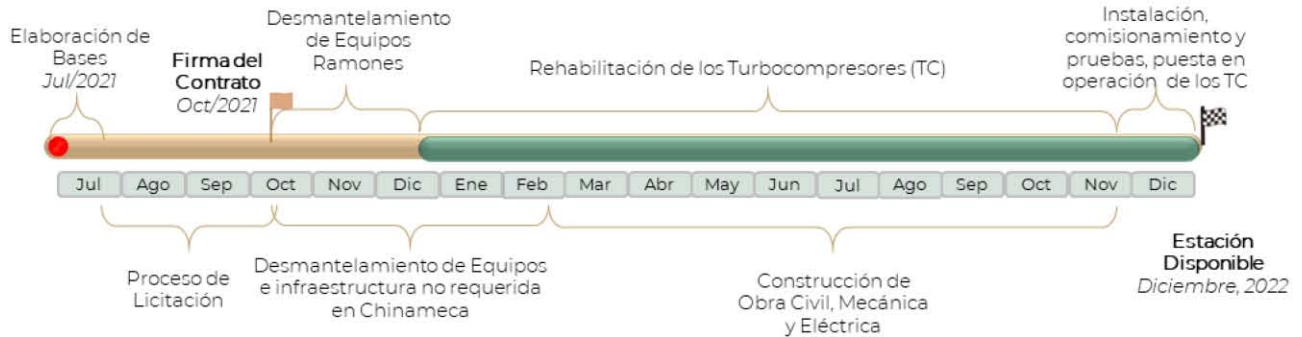 Elaboración de
Bases
Jul/2021
Firma del
Contrato
Oct/2021
Desmantelamiento
de Equipos
Ramones
Rehabilitación de los Turbocompresores (TC)
Instalación,
comisionamiento y
pruebas, puesta en
operación de los TC
Jul Ago Sep Oct Nov Dic Ene Feb Mar Abr May Jun Jul Ago Sep Oct Nov Dic
Proceso de
Licitación
Desmantelamiento de Equipos
e infraestructura no requerida
en Chinameca
Construcción de
Obra Civil, Mecánica
y Eléctrica
Estación
Disponible
Diciembre, 2022